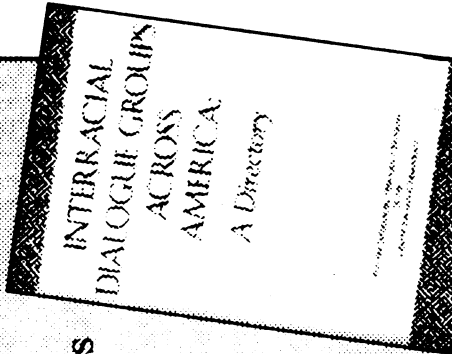 INTERRACIAL
DIALOGUE GROUPS
ACROSS
AMERICA:
A Directory
S